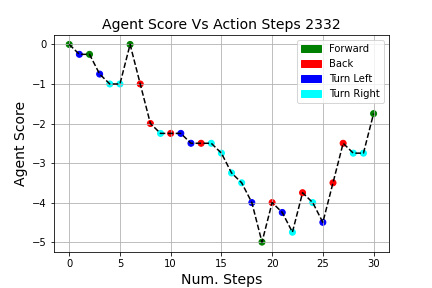 Agent Score Vs Action Steps 2332
Agent Score
0
−1
−2
−3
−4
−5
Forward
Back
Turn Left
Turn Right
0 5 10 15 20 25 30
Num. Steps